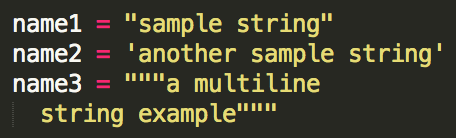 name1 = "sample string"
name2 = 'another sample string'
name3 = """a multiline
  string example"""